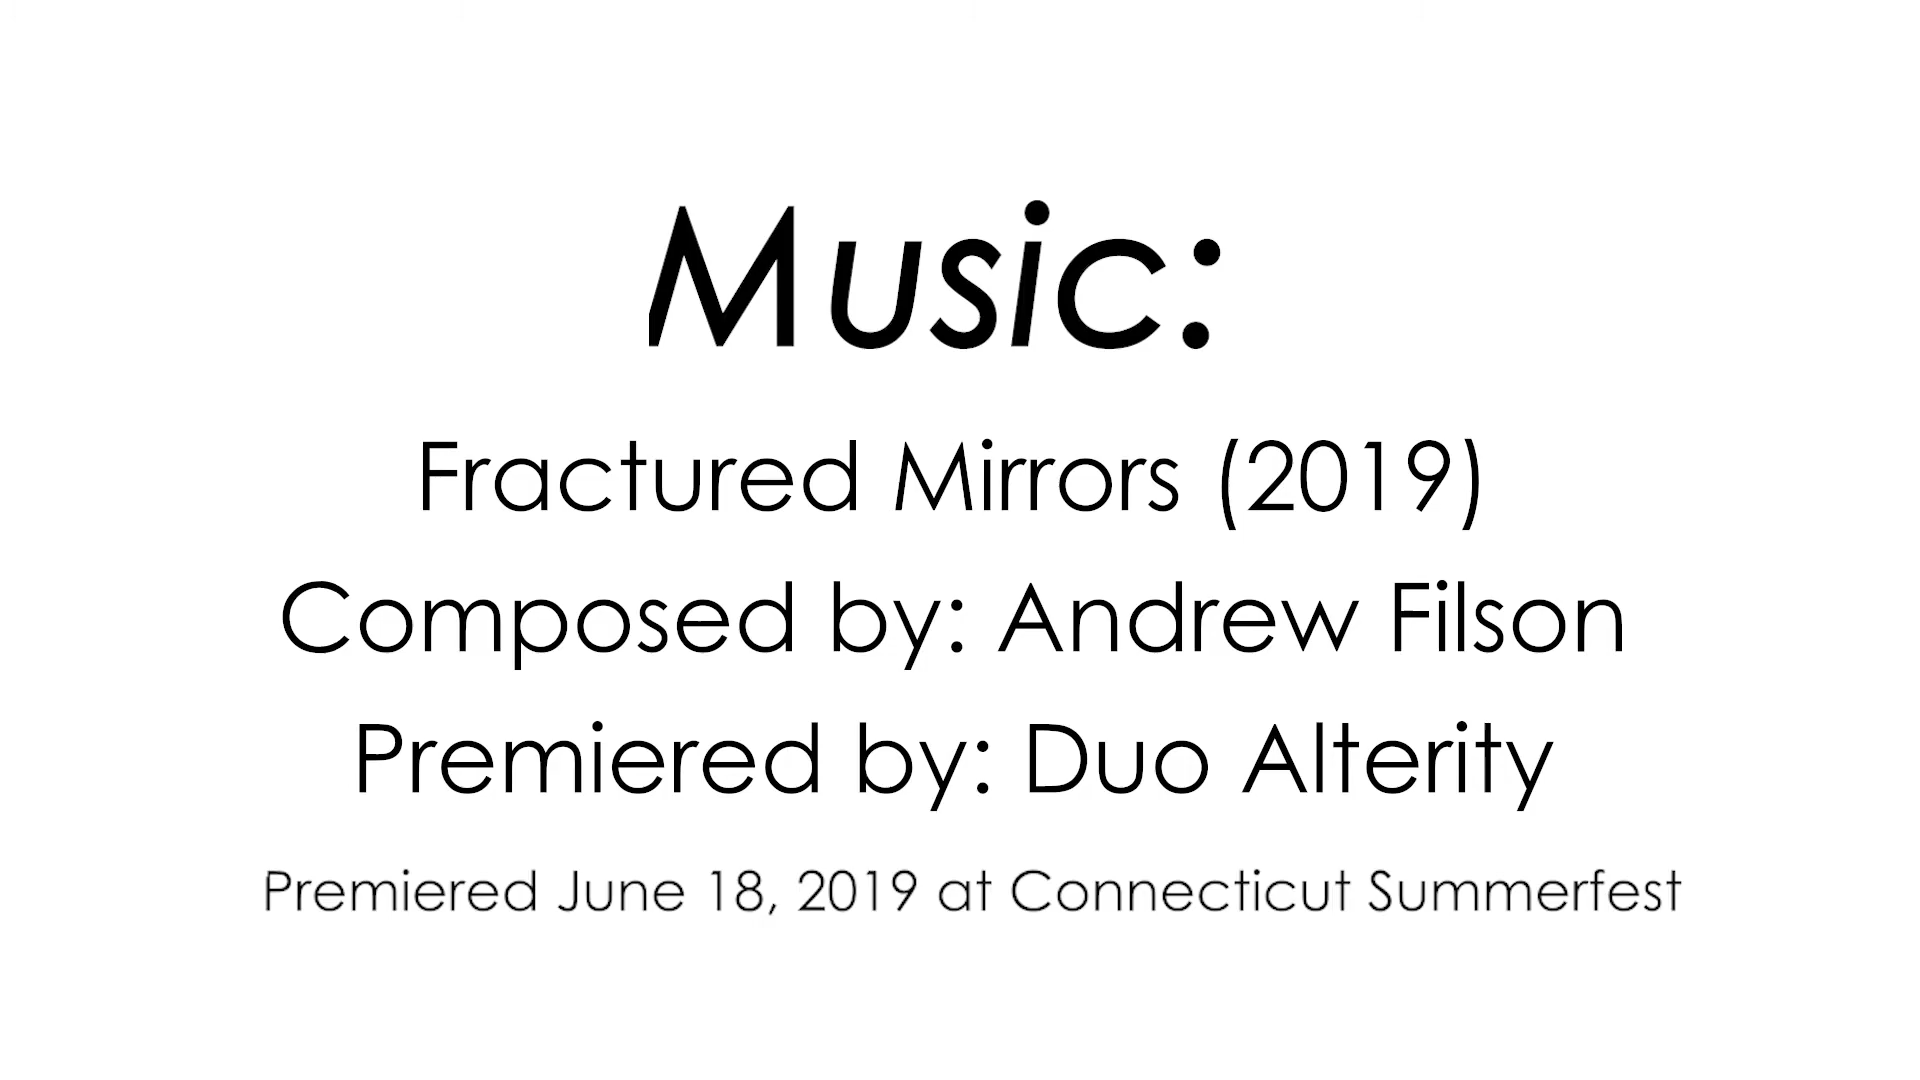 Music:
Fractured Mirrors (2019)
Composed by: Andrew Filson
Premiered by: Duo Alterity
Premiered June 18, 2019 at Connecticut Summerfest